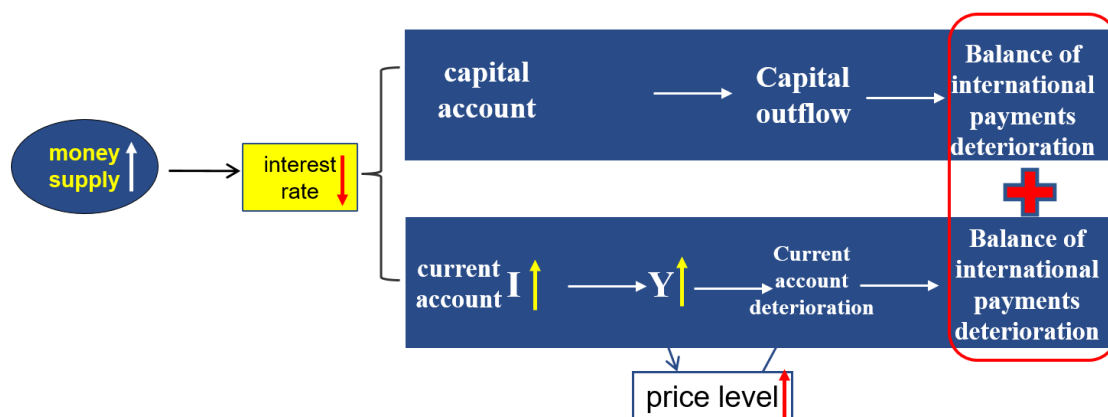 money
supply
interest
rate
capital
account
Capital
outflow
Balance of
international
payments
deterioration
current
account I
Y
Current
account
deterioration
Balance of
international
payments
deterioration
price level